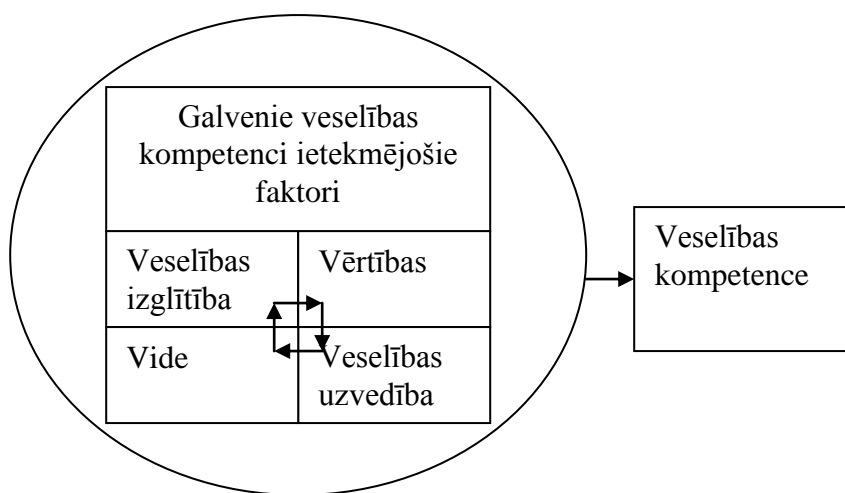 Galvenie veselības
kompetenci ietekmējošie
faktori
Veselības
izglītība
Vērtības
Vide
Veselības
uzvedība
Veselības
kompetence